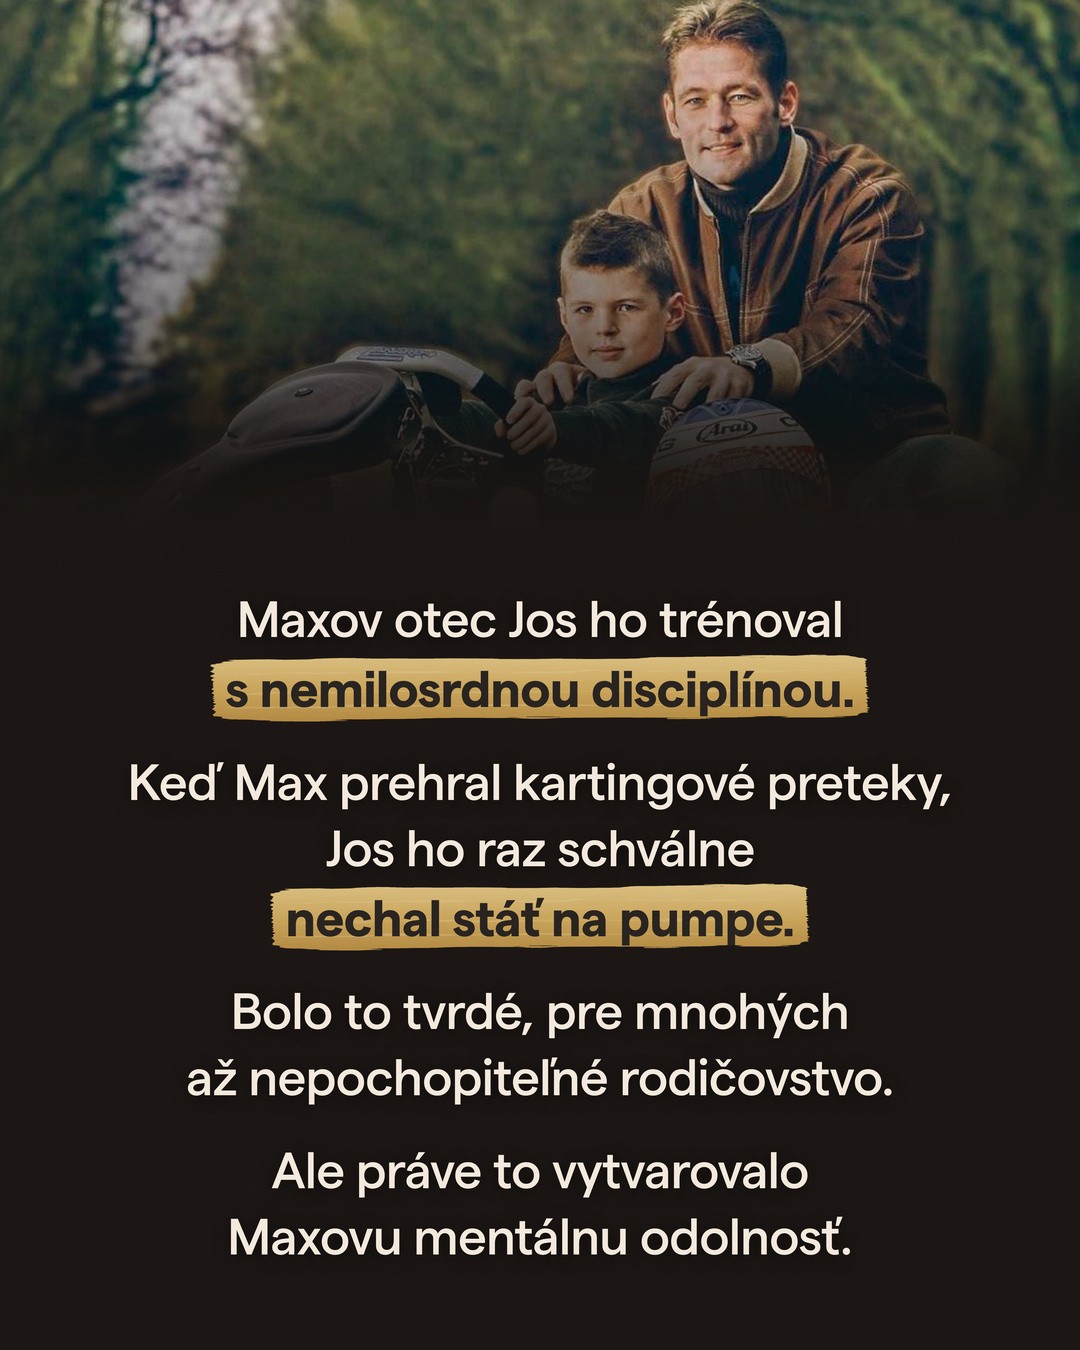 Arai
Maxov otec Jos ho trénoval
s nemilosrdnou disciplínou.
Keď Max prehral kartingové preteky,
Jos ho raz schválne
nechal stáť na pumpe.
Bolo to tvrdé, pre mnohých
až nepochopiteľné rodičovstvo.
Ale práve to vytvarovalo
Maxovu mentálnu odolnosť.